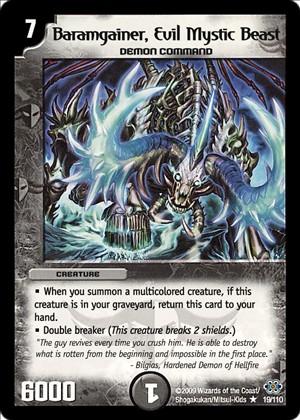 7
Baramgainer, Evil Mystic Beast
DEMON COMMAND
CREATURE
■ When you summon a multicolored creature, if this
creature is in your graveyard, return this card to your
hand.
■ Double breaker (This creature breaks 2 shields.)
"The guy revives every time you crush him. He is able to destroy
what is rotten from the beginning and impossible in the first place."
- Bilgias, Hardened Demon of Hellfire
6000
1
©2009 Wizards of the Coast/
Shogakukan/Mitsui-Kids ★ 19/110